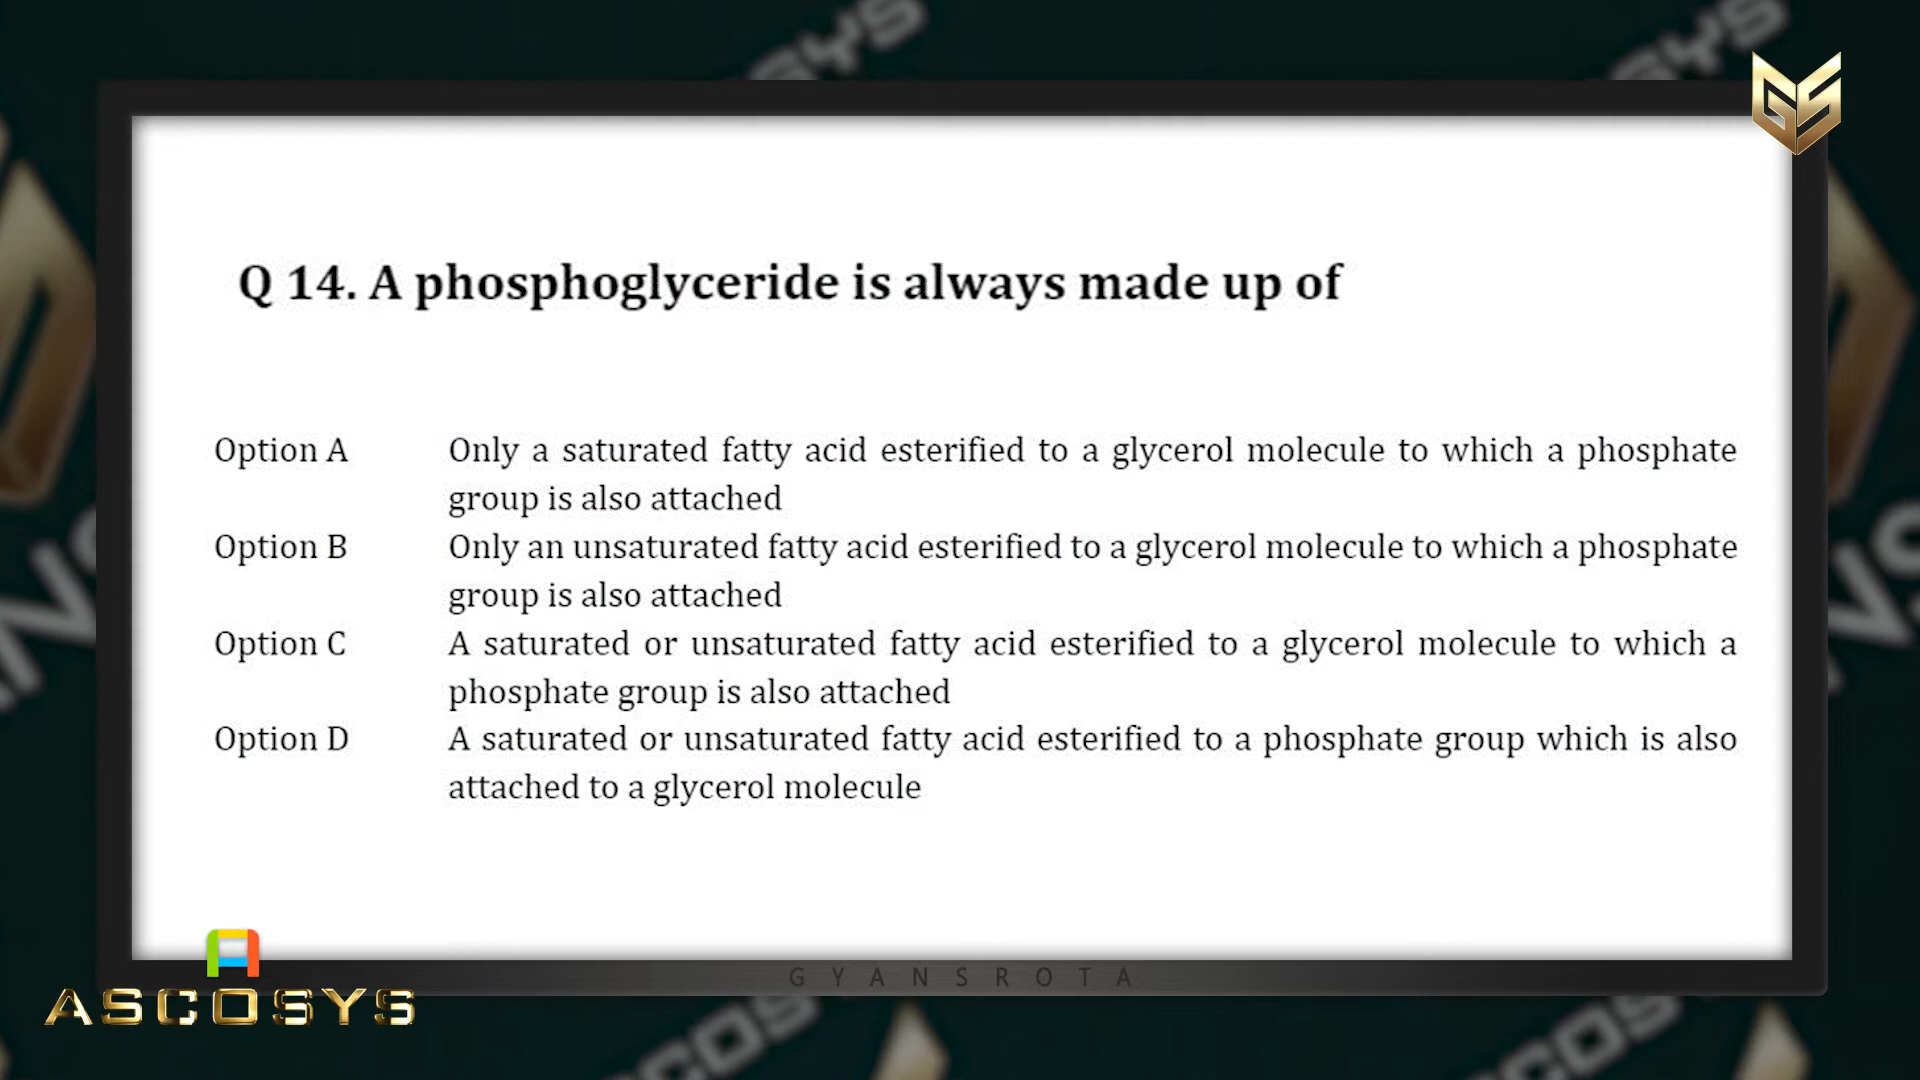 GS
Q 14. A phosphoglyceride is always made up of
Option A Only a saturated fatty acid esterified to a glycerol molecule to which a phosphate
group is also attached
Option B Only an unsaturated fatty acid esterified to a glycerol molecule to which a phosphate
group is also attached
Option C A saturated or unsaturated fatty acid esterified to a glycerol molecule to which a
phosphate group is also attached
Option D A saturated or unsaturated fatty acid esterified to a phosphate group which is also
attached to a glycerol molecule
GYANSROTA
ASCOSYS